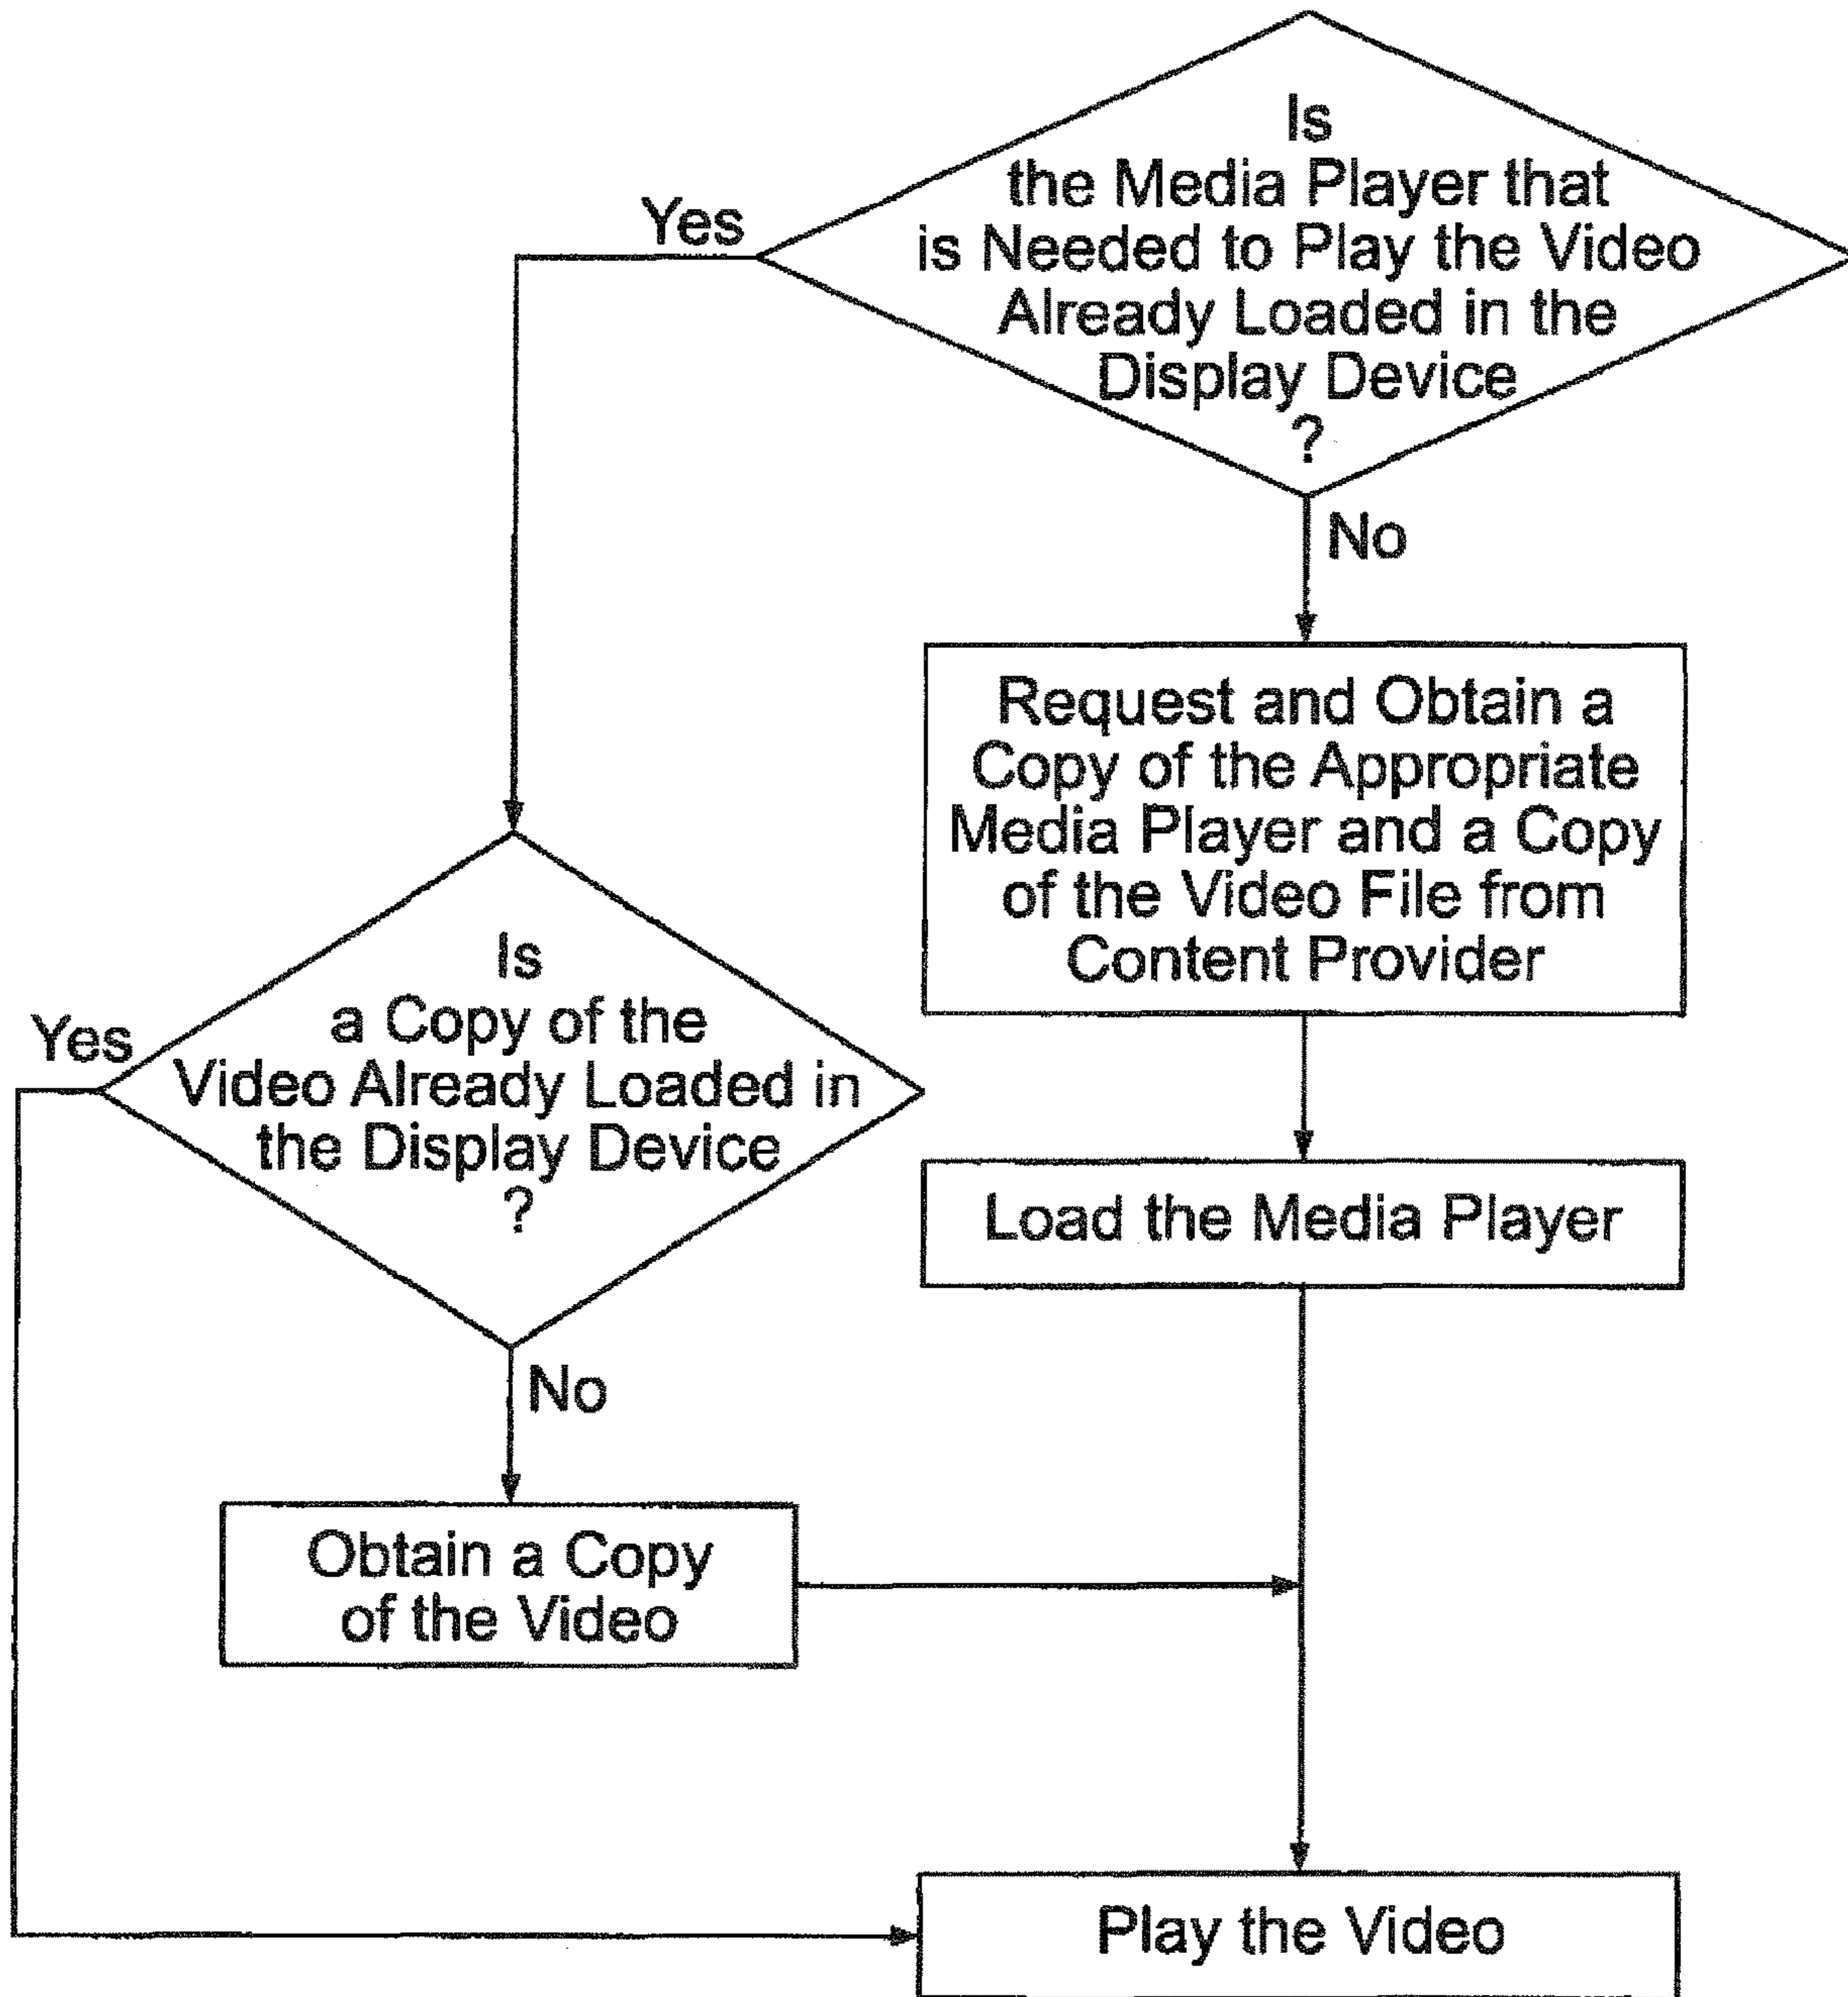 Is
the Media Player that
is Needed to Play the Video
Already Loaded in the
Display Device
?
Yes
No
Request and Obtain a
Copy of the Appropriate
Media Player and a Copy
of the Video File from
Content Provider
Load the Media Player
Is
a Copy of the
Video Already Loaded in
the Display Device
?
Yes
No
Obtain a Copy
of the Video
Play the Video